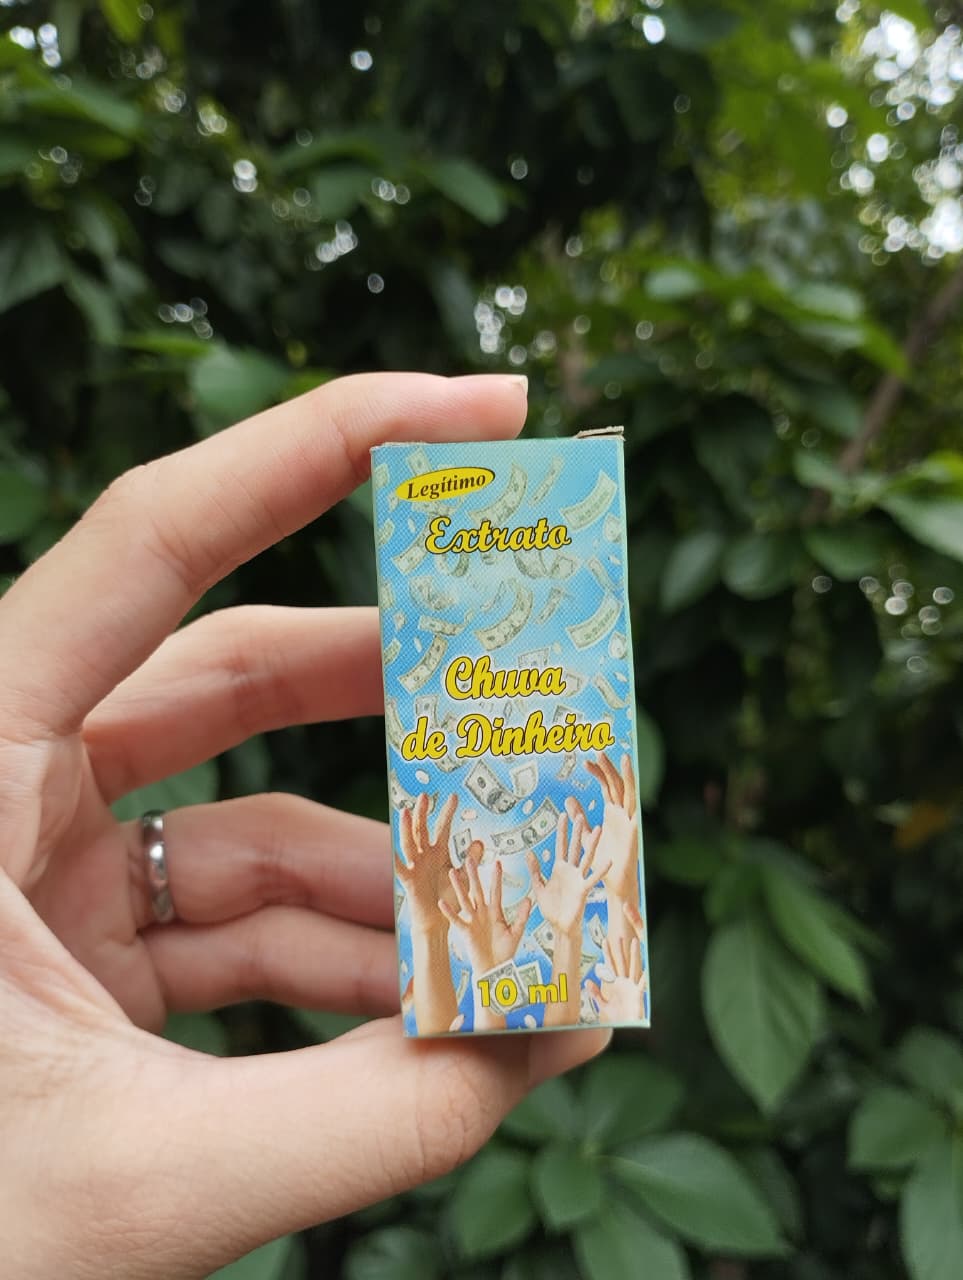 Legítimo
Extrato
Chuva
de Dinheiro
10 ml